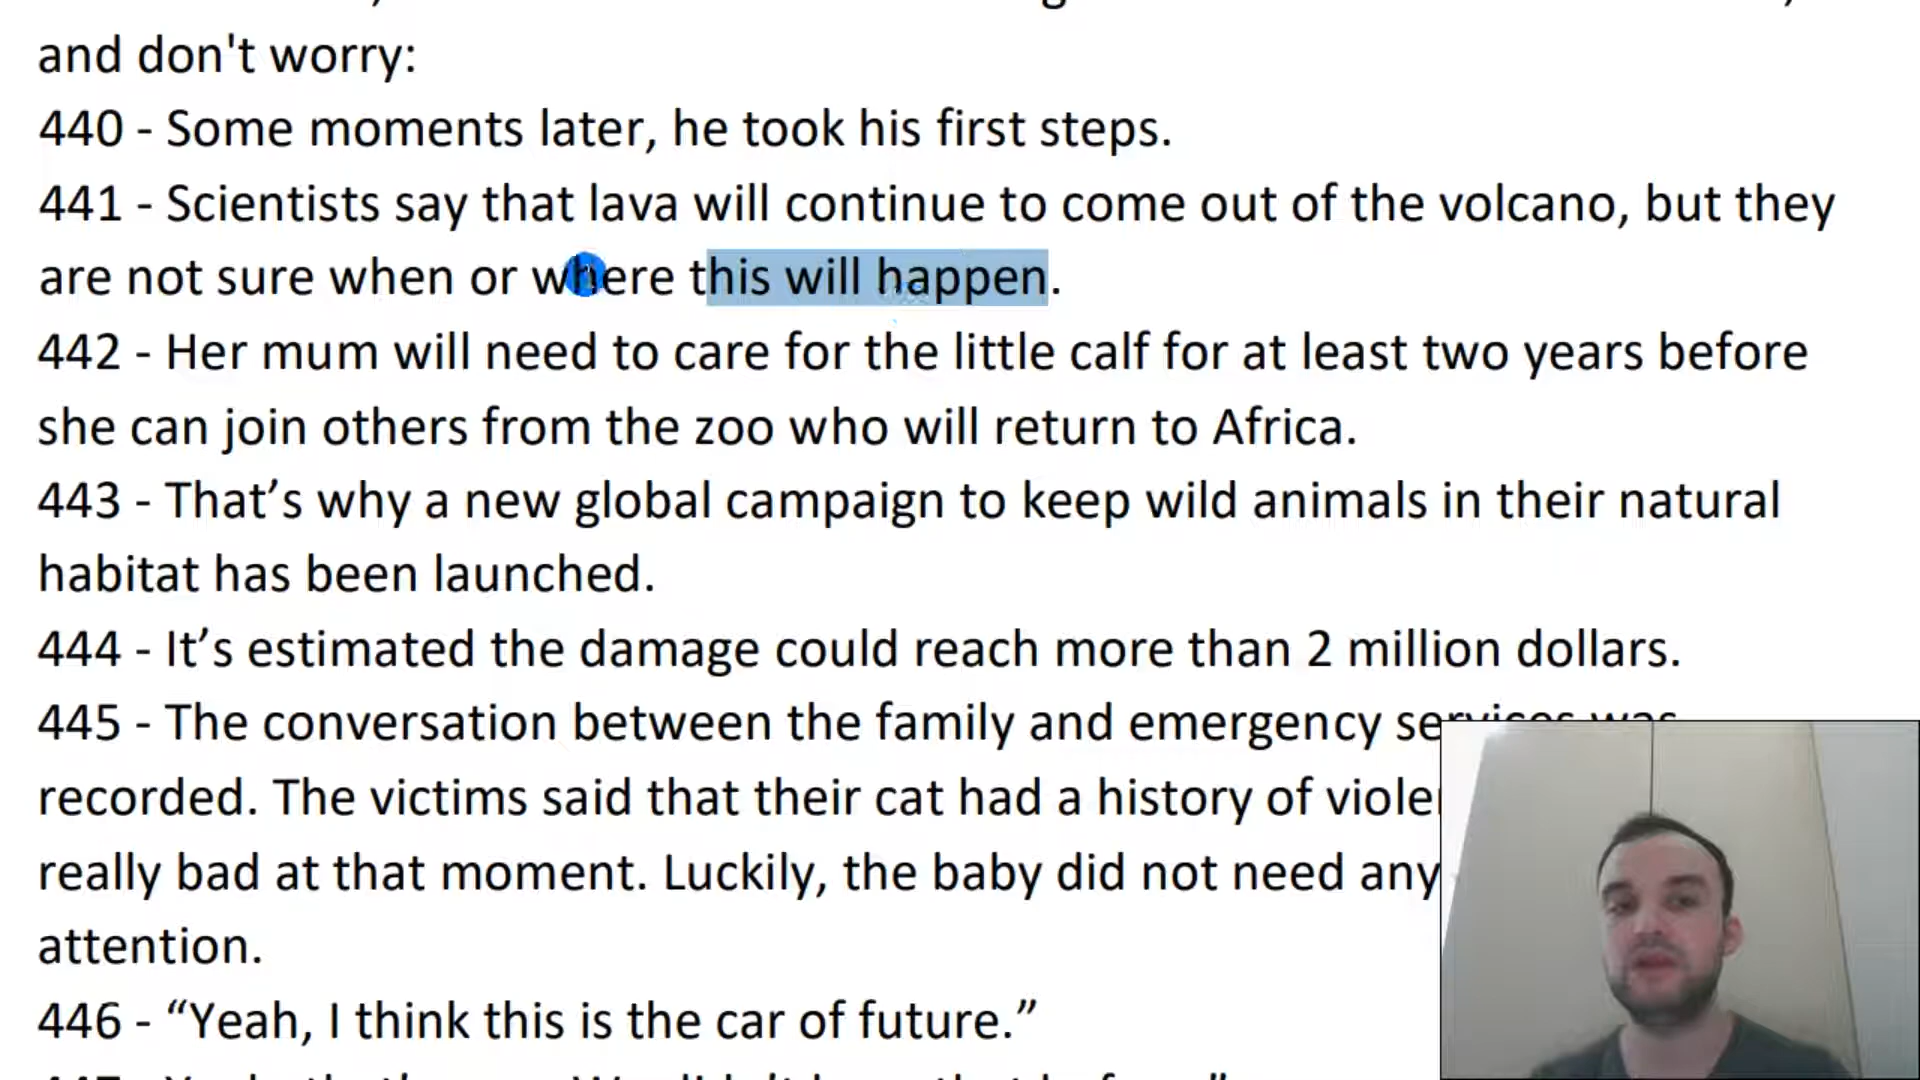 and don't worry:
440 - Some moments later, he took his first steps.
441 - Scientists say that lava will continue to come out of the volcano, but they
are not sure when or where this will happen.
442 - Her mum will need to care for the little calf for at least two years before
she can join others from the zoo who will return to Africa.
443 - That’s why a new global campaign to keep wild animals in their natural
habitat has been launched.
444 - It’s estimated the damage could reach more than 2 million dollars.
445 - The conversation between the family and emergency services was
recorded. The victims said that their cat had a history of
really bad at that moment. Luckily, the baby did not need any
attention.
446 - “Yeah, I think this is the car of future.”